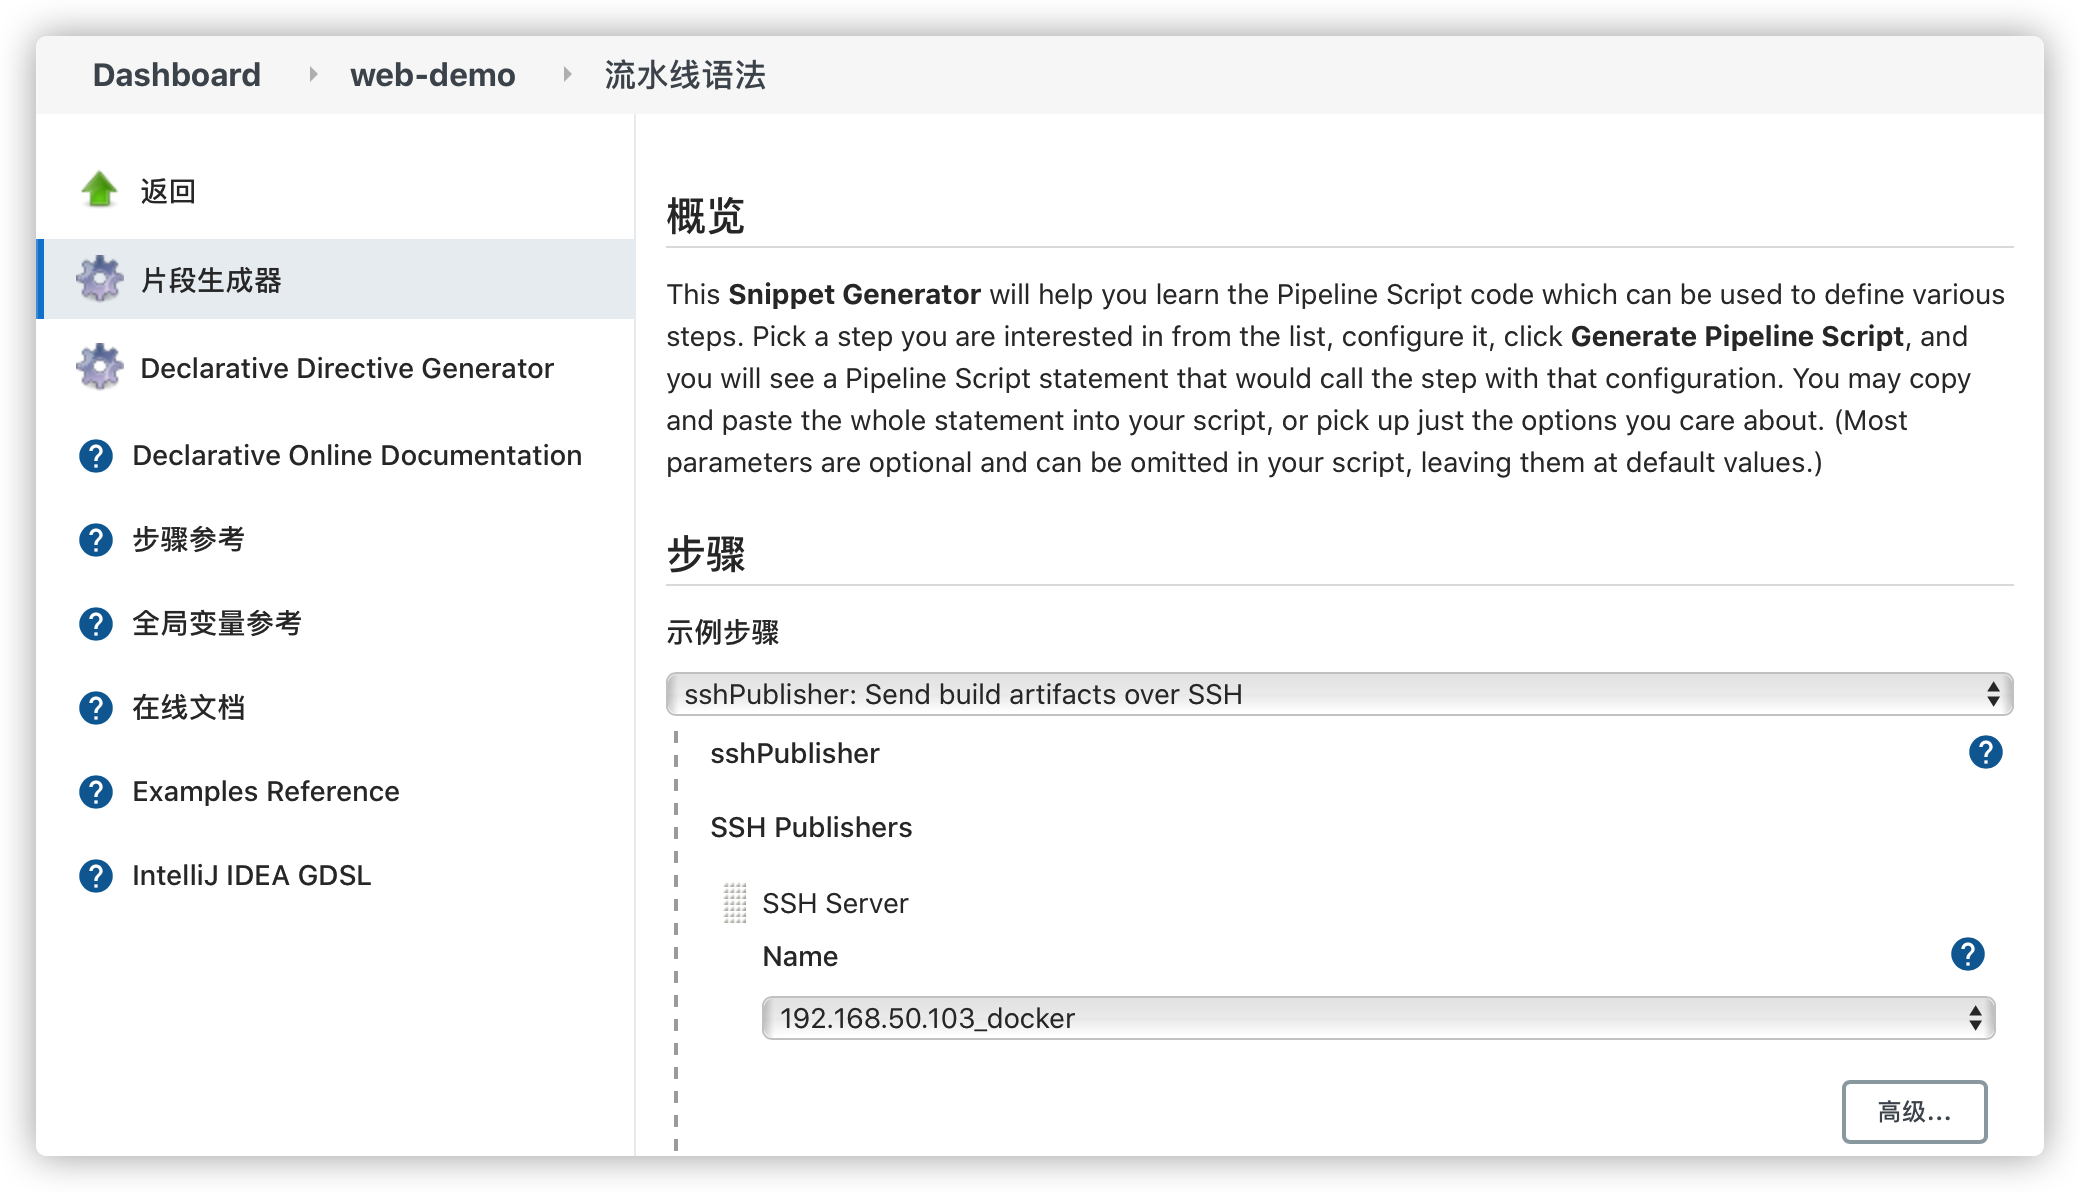 Dashboard web-demo 流水线语法
返回
片段生成器
Declarative Directive Generator
Declarative Online Documentation
步骤参考
全局变量参考
在线文档
Examples Reference
IntelliJ IDEA GDSL
概览
This Snippet Generator will help you learn the Pipeline Script code which can be used to define various
steps. Pick a step you are interested in from the list, configure it, click Generate Pipeline Script, and
you will see a Pipeline Script statement that would call the step with that configuration. You may copy
and paste the whole statement into your script, or pick up just the options you care about. (Most
parameters are optional and can be omitted in your script, leaving them at default values.)
步骤
示例步骤
sshPublisher: Send build artifacts over SSH
sshPublisher
SSH Publishers
SSH Server
Name
192.168.50.103_docker
高级...